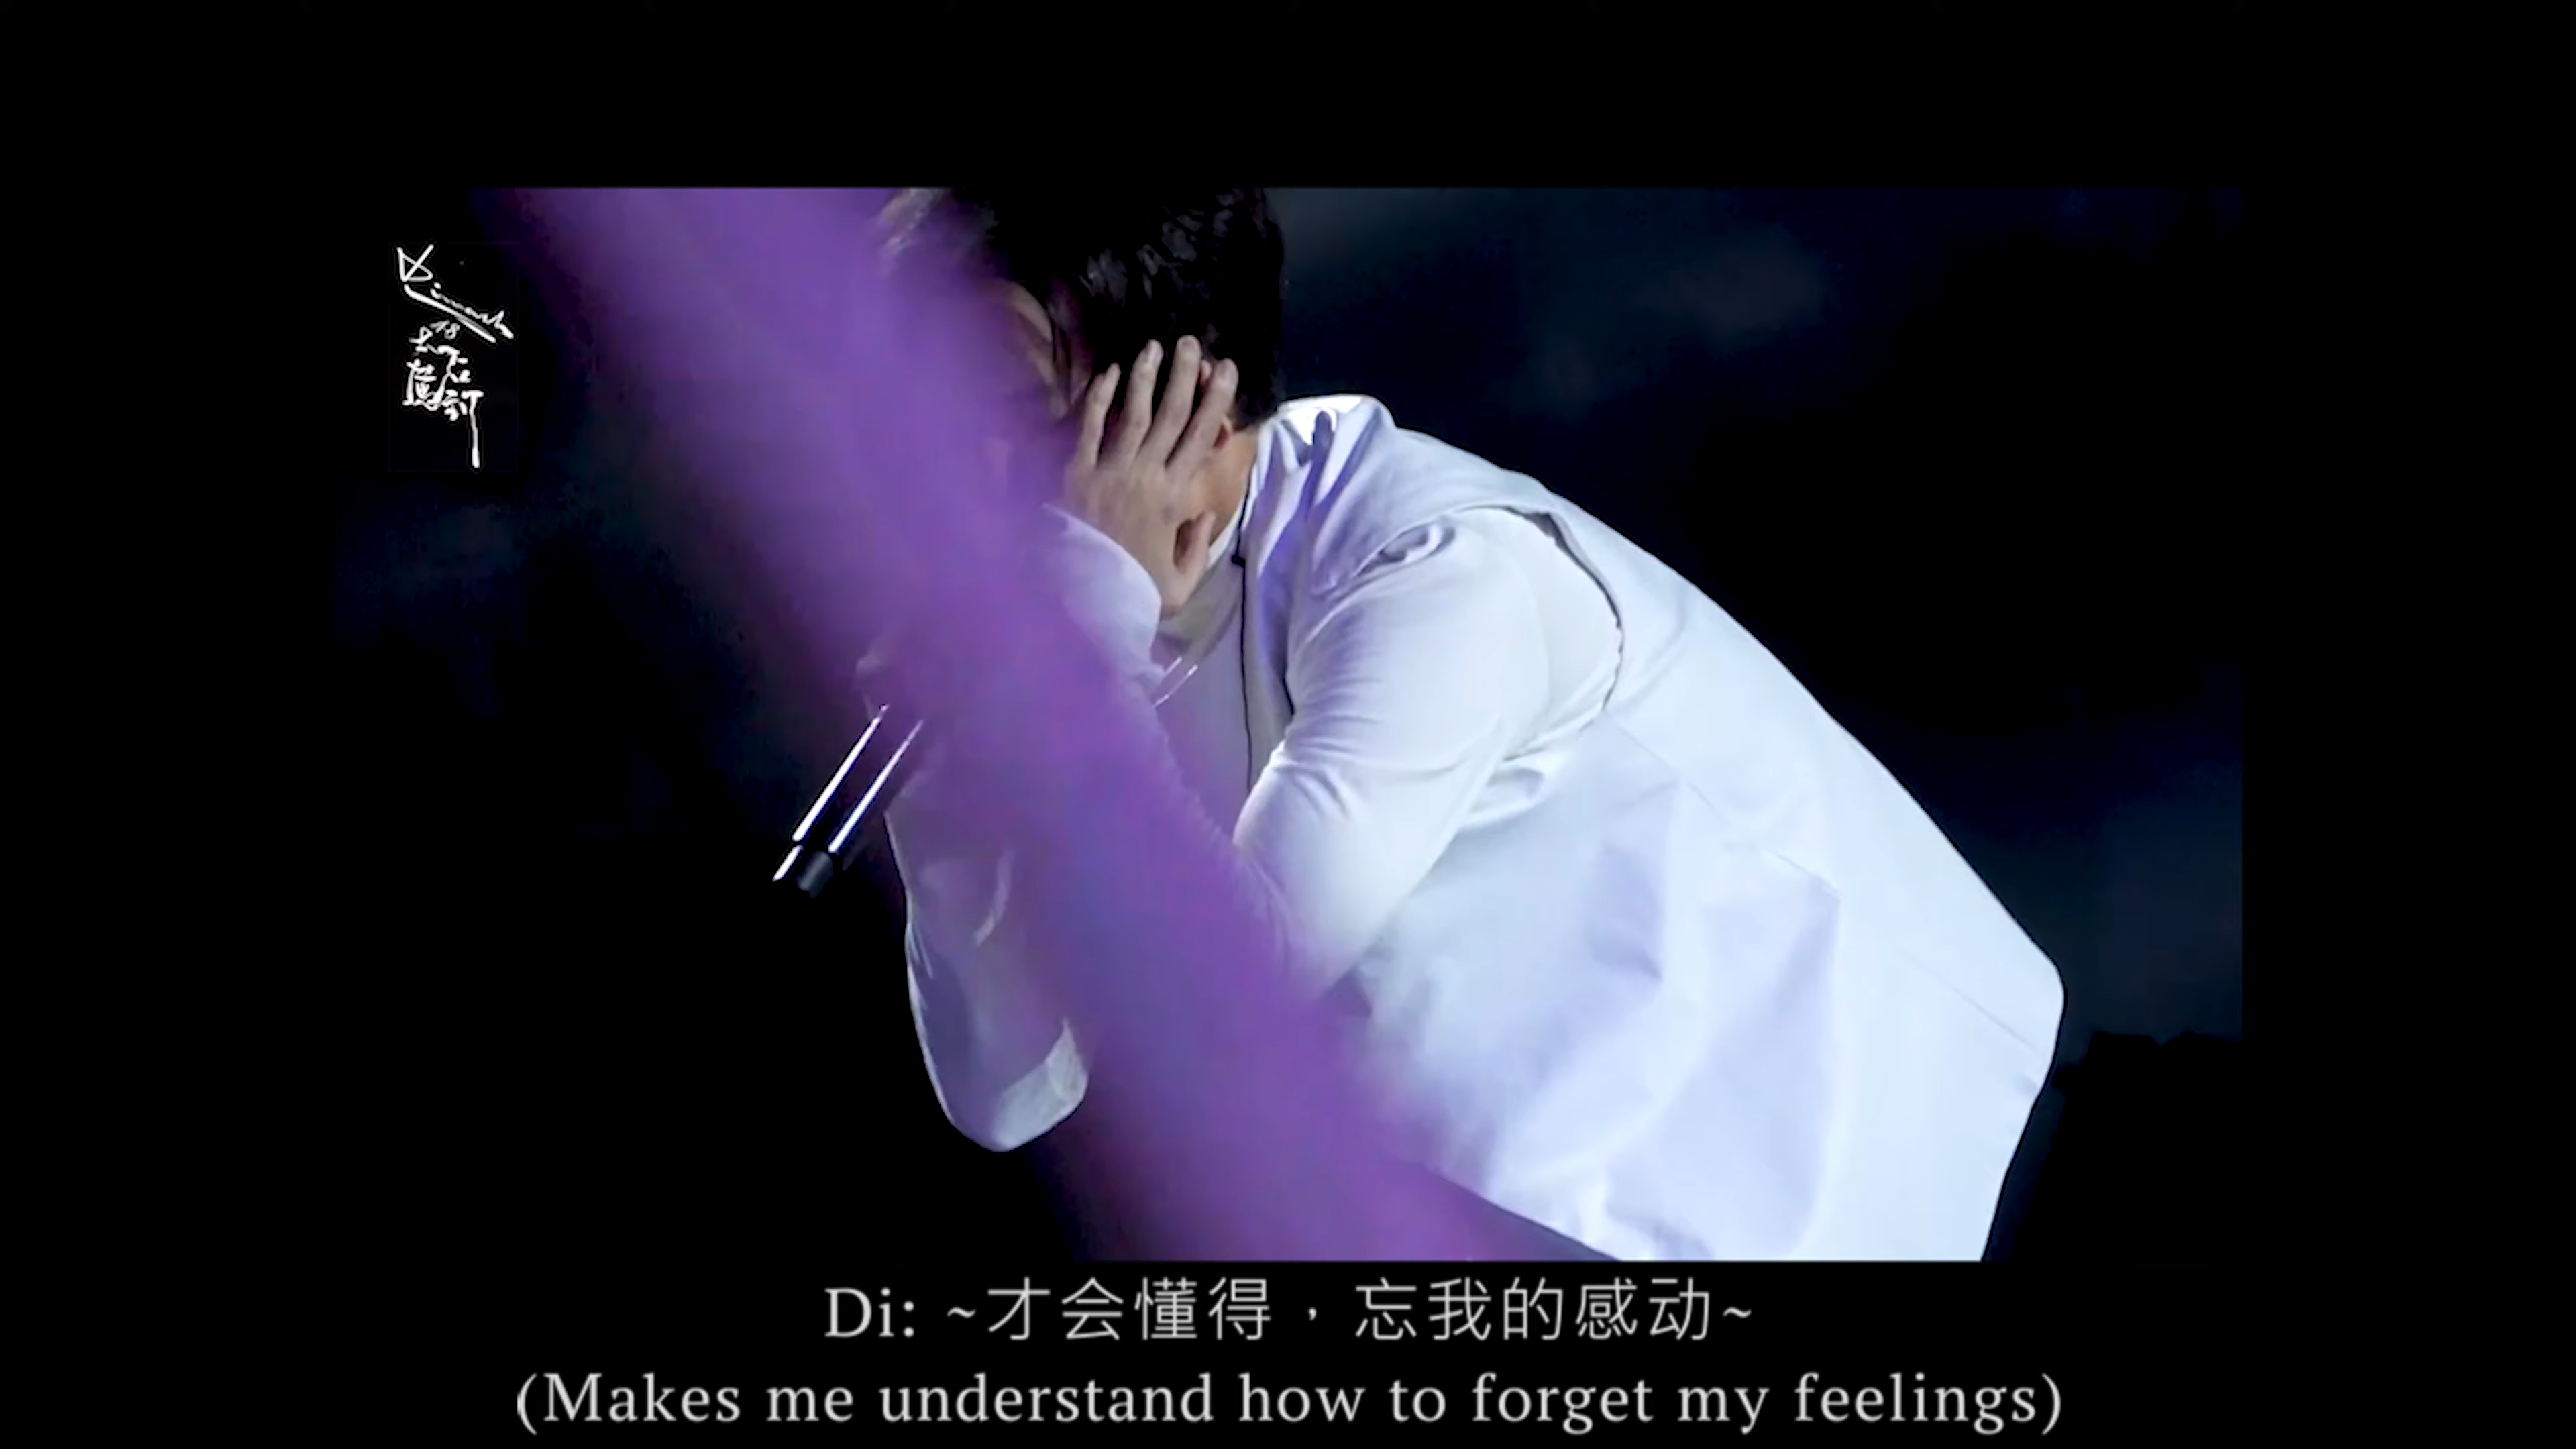 Di: ~才会懂得，忘我的感动~
(Makes me understand how to forget my feelings)